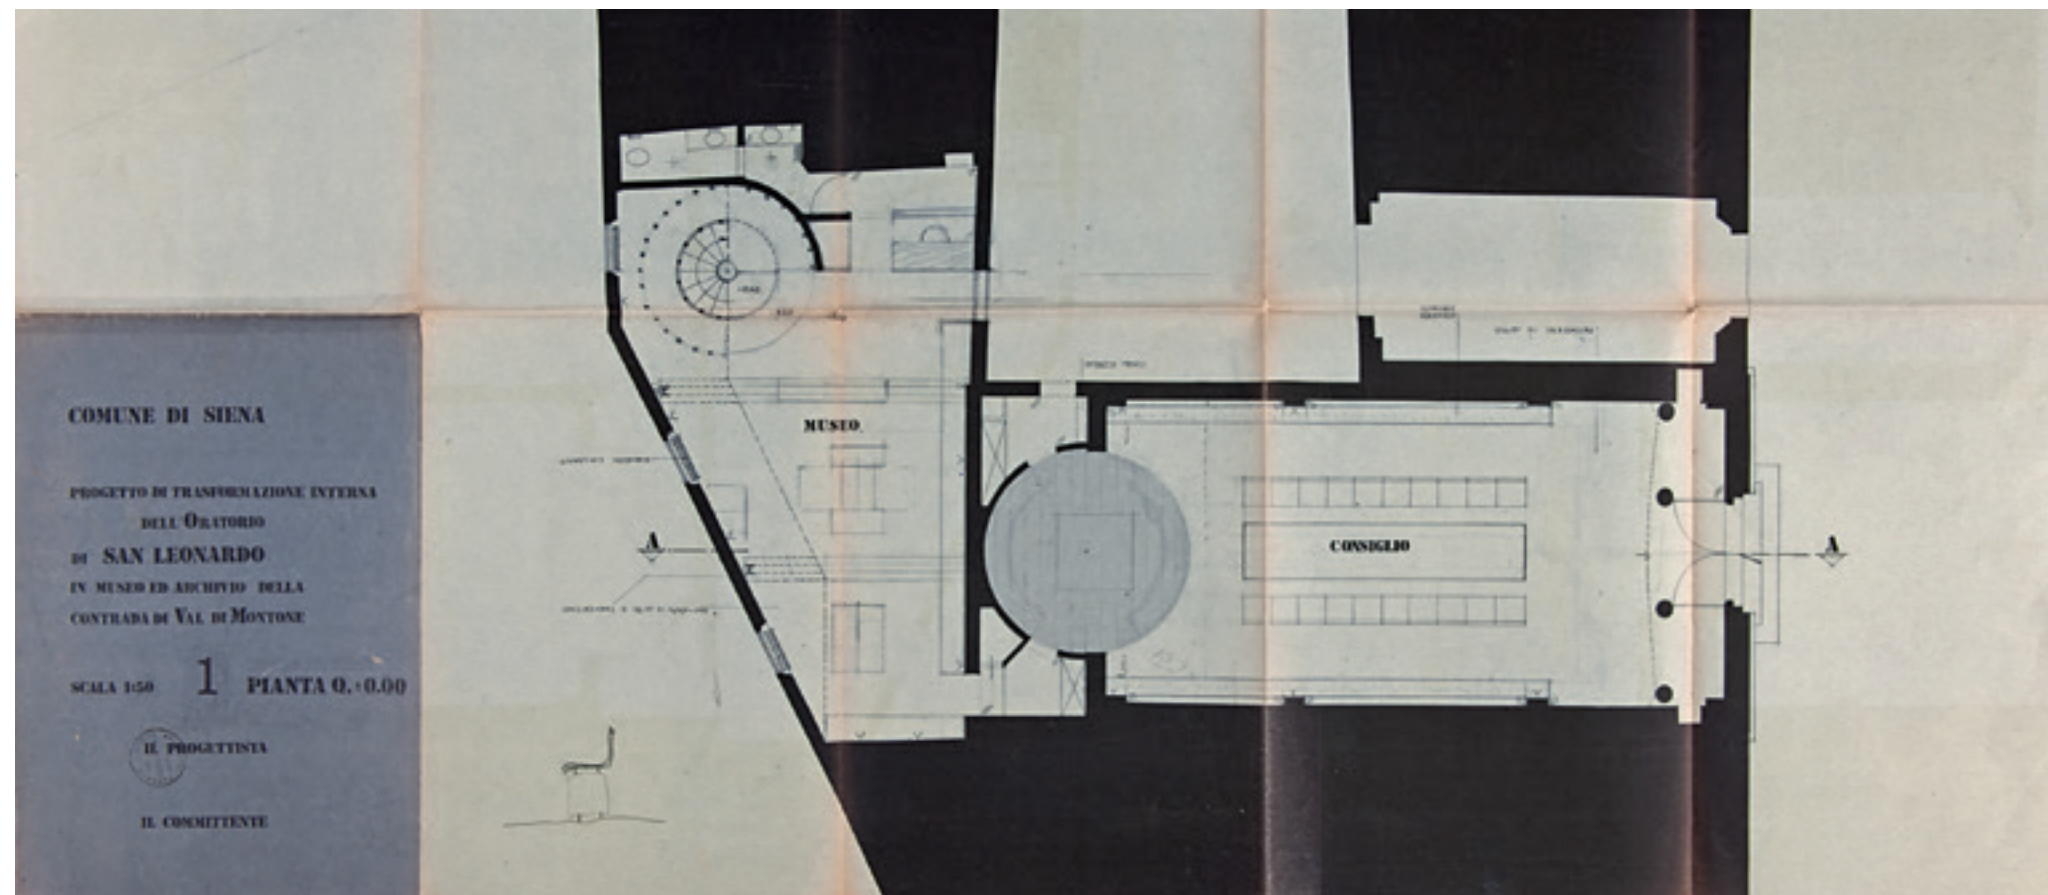 COMUNE DI SIENA
PROGETTO DI TRASFORMAZIONE INTERNA
DELL'ORATORIO
DI SAN LEONARDO
IN MUSEO ED ARCHIVIO DELLA
CONTRADA DI VAL DI MONTONE
SCALA 1:50 1 PIANTA Q.±0.00
IL PROGETTISTA
IL COMMITTENTE
MUSEO
A
CONSIGLIO
A